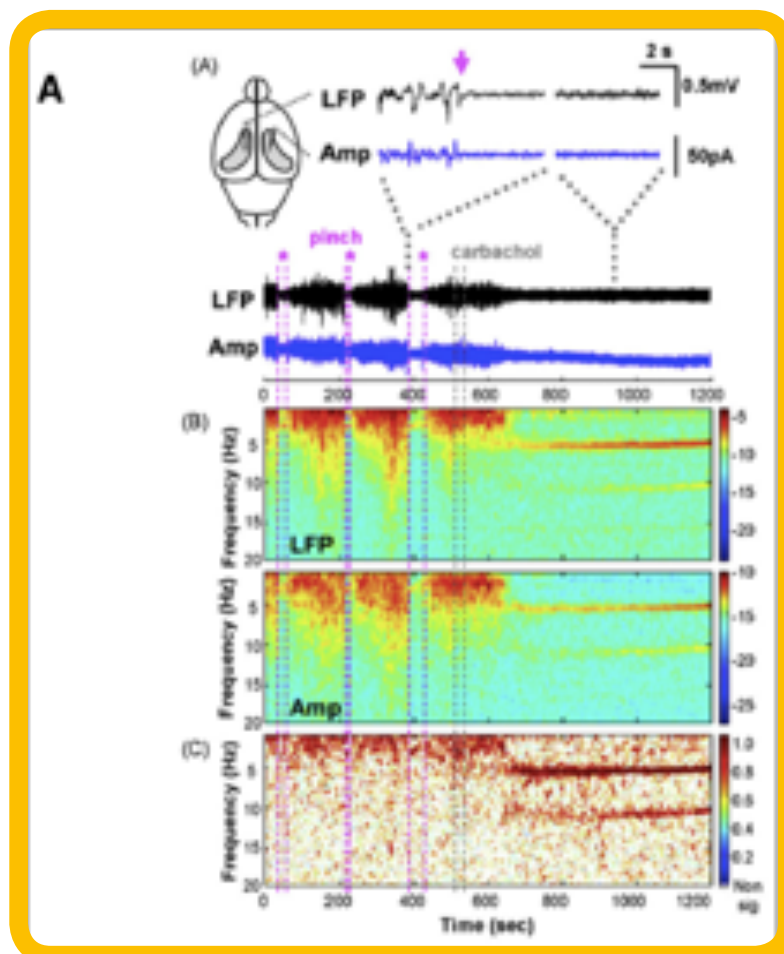 A
(A)
2 s
LFP
0.5mV
Amp
50pA
pinch
* * *
carbachol
LFP
Amp
0 200 400 600 800 1000 1200
(B)
Frequency (Hz)
5
10
15
20
LFP
-5
-10
-15
-20
Frequency (Hz)
5
10
15
20
Amp
-10
-15
-20
-25
(C)
Frequency (Hz)
5
10
15
20
1.0
0.8
0.6
0.4
0.2
Non
sig
0 200 400 600 800 1000 1200
Time (sec)